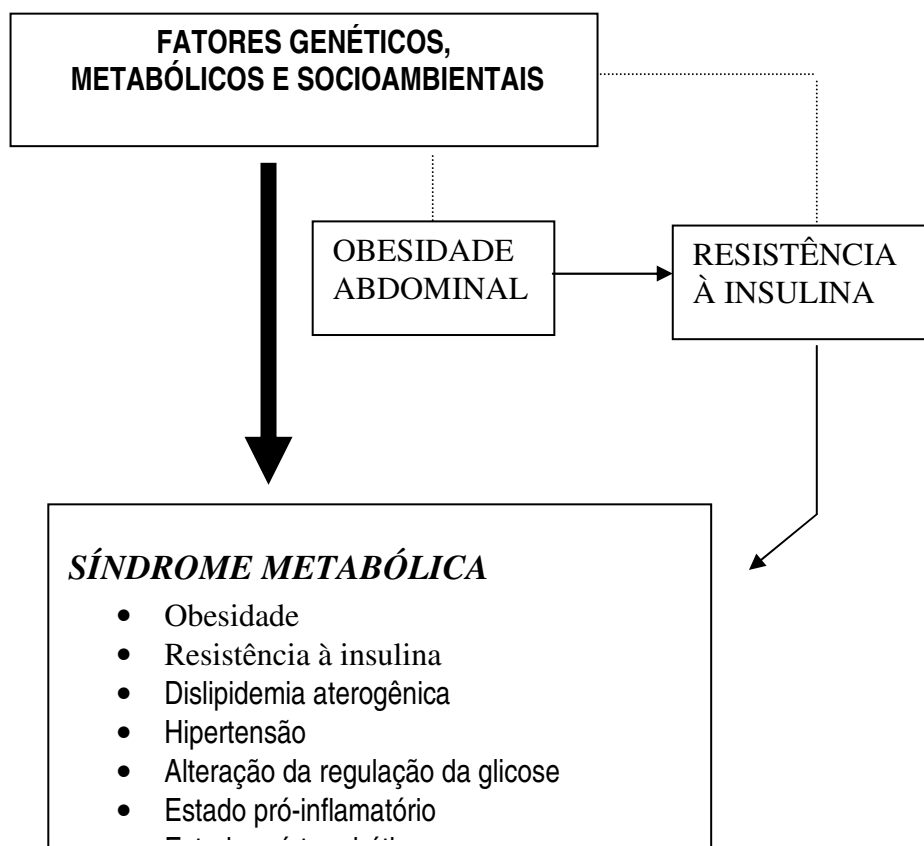 FATORES GENÉTICOS,
METABÓLICOS E SOCIOAMBIENTAIS
OBESIDADE
ABDOMINAL
RESISTÊNCIA
À INSULINA
SÍNDROME METABÓLICA
• Obesidade
• Resistência à insulina
• Dislipidemia aterogênica
• Hipertensão
• Alteração da regulação da glicose
• Estado pró-inflamatório